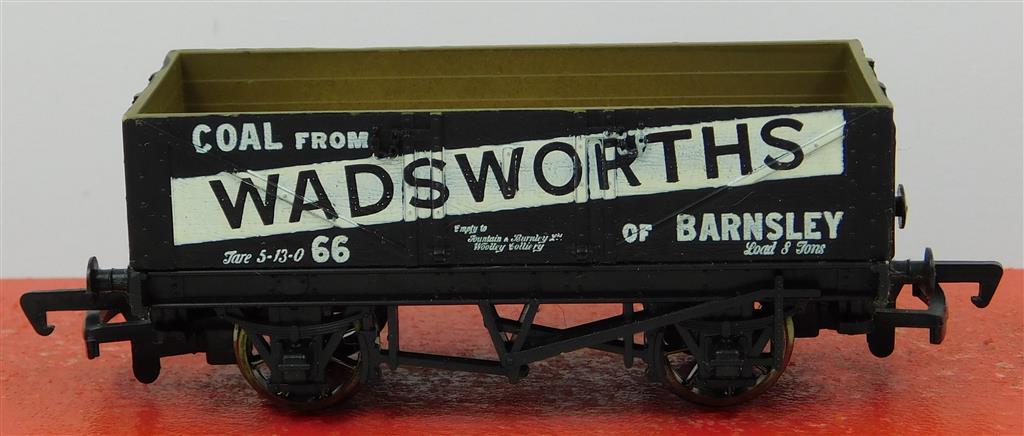 COAL FROM
WADSWORTHS
OF BARNSLEY
Tare 5-13-0 66
Empty to
Fountain & Burnley Ltd
Woolley Colliery
Load 8 Tons